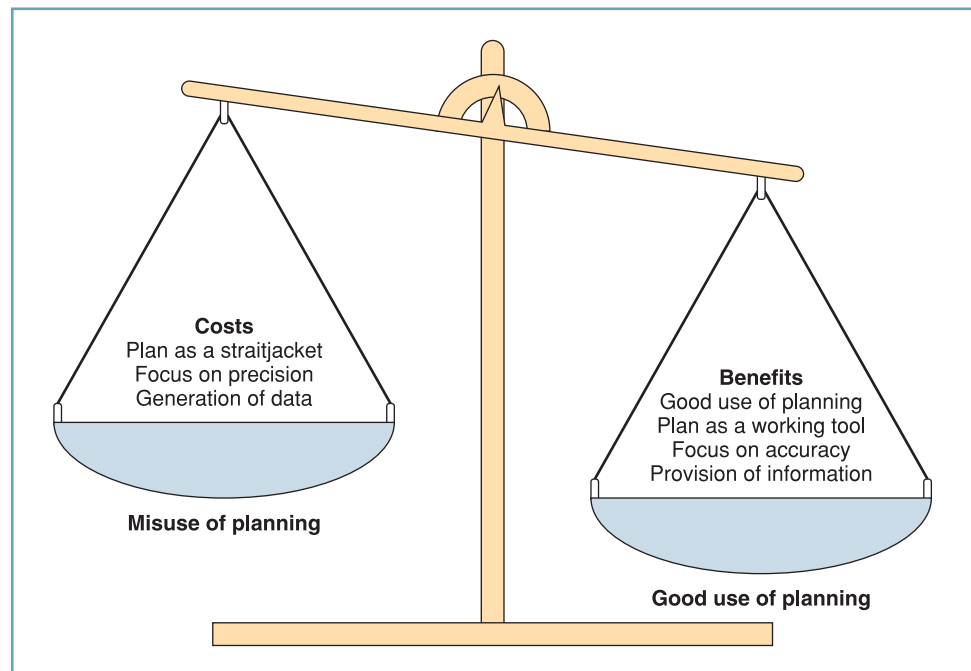 Costs
Plan as a straitjacket
Focus on precision
Generation of data
Misuse of planning
Benefits
Good use of planning
Plan as a working tool
Focus on accuracy
Provision of information
Good use of planning